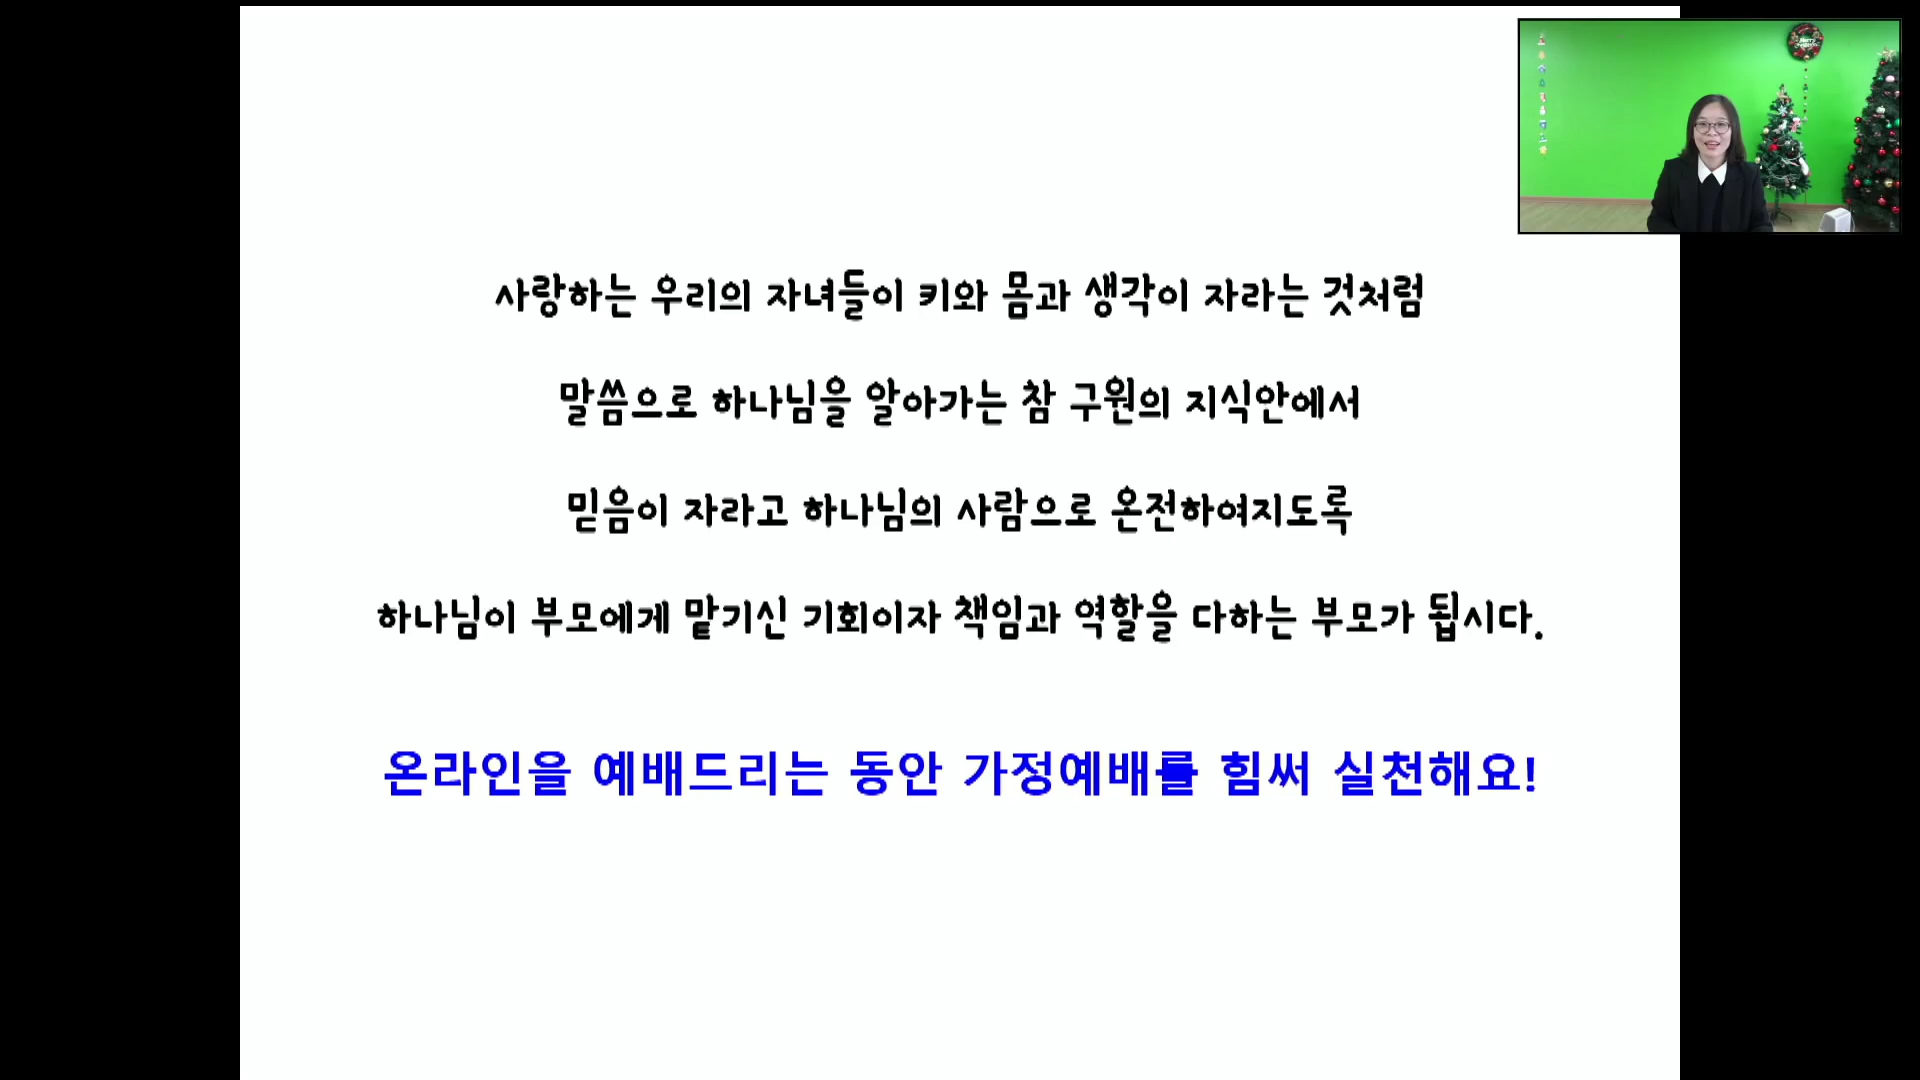 사랑하는 우리의 자녀들이 키와 몸과 생각이 자라는 것처럼
말씀으로 하나님을 알아가는 참 구원의 지식안에서
믿음이 자라고 하나님의 사람으로 온전하여지도록
하나님이 부모에게 맡기신 기회이자 책임과 역할을 다하는 부모가 됩시다.
온라인을 예배드리는 동안 가정예배를 힘써 실천해요!